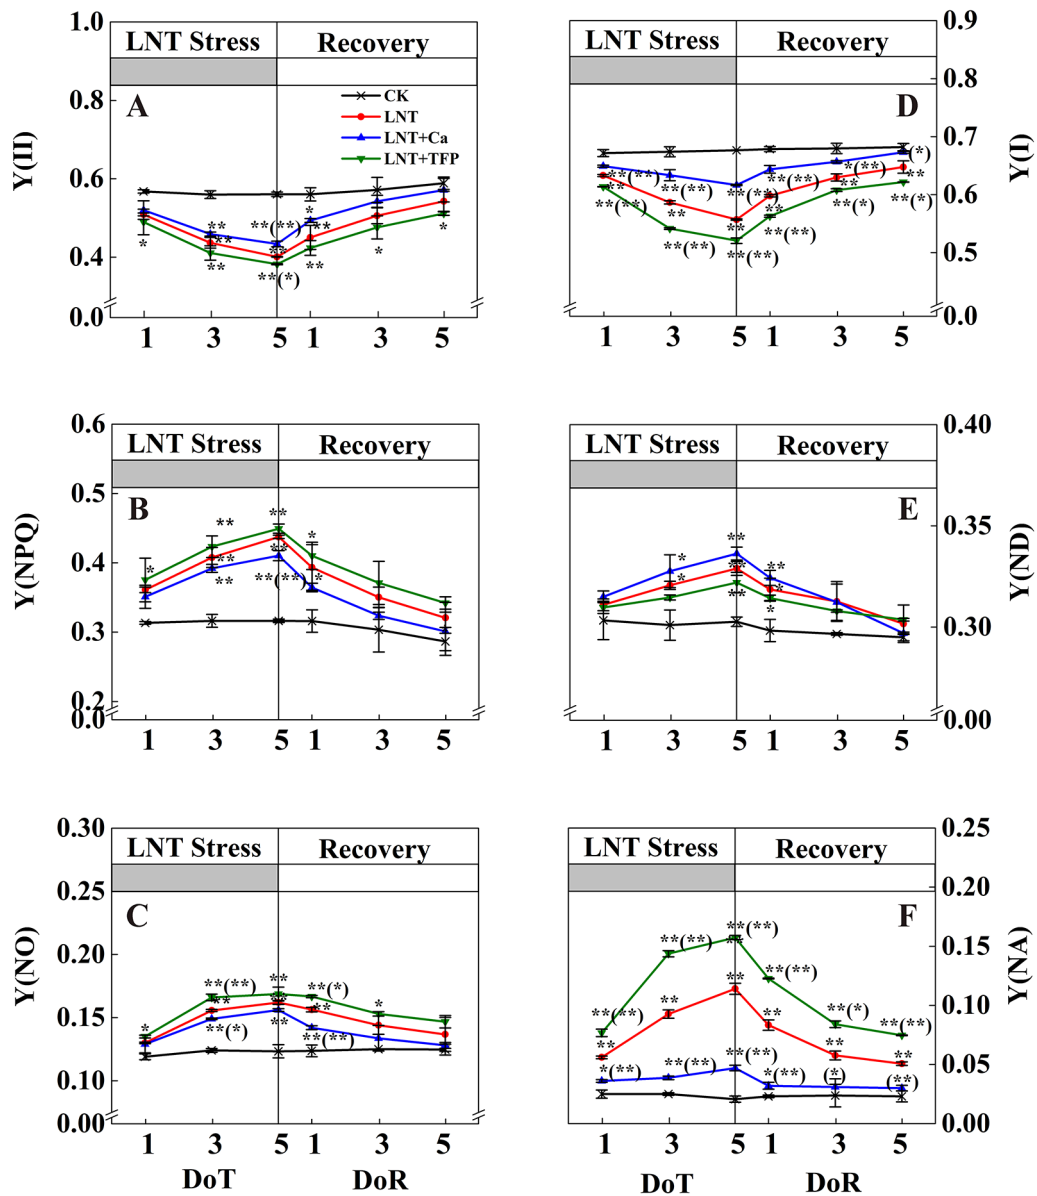 1.0
LNT Stress
Recovery
0.8
A
CK
LNT
LNT+Ca
LNT+TFP
Y(II)
0.6
*
**
**(**)
*
**
**
0.4
*
**
**(*)
**
*
*
0.0
1 3 5 1 3 5
0.9
LNT Stress
Recovery
0.8
D
0.7
Y(I)
(*)
**(**)
**(**)
**(**)
**(**)
*(**)
**
0.6
**
**
**
**
**
**(**)
**(*)
**(*)
0.5
**(**)
**(**)
**(**)
0.0
1 3 5 1 3 5
0.6
LNT Stress
Recovery
0.5
B
**
**
*
Y(NPQ)
0.4
*
**
**
**
**(**)
*
0.3
0.2
0.0
1 3 5 1 3 5
0.40
LNT Stress
Recovery
0.35
E
**
*
**
Y(ND)
*
**
*
**
*
0.30
0.00
1 3 5 1 3 5
0.30
LNT Stress
Recovery
0.25
C
Y(NO)
0.20
**
**(**)
**(*)
*
**
**
**
*
0.15
**(*)
**
**(**)
0.10
0.00
1 3 5 1 3 5
DoT
DoR
0.25
LNT Stress
Recovery
0.20
F
**(**)
**(**)
**
0.15
Y(NA)
**(**)
**
**
**(**)
0.10
**
**(*)
**(**)
**
**
**
0.05
**(**)
**(**)
*(**)
*(**)
(*)
(**)
0.00
1 3 5 1 3 5
DoT
DoR